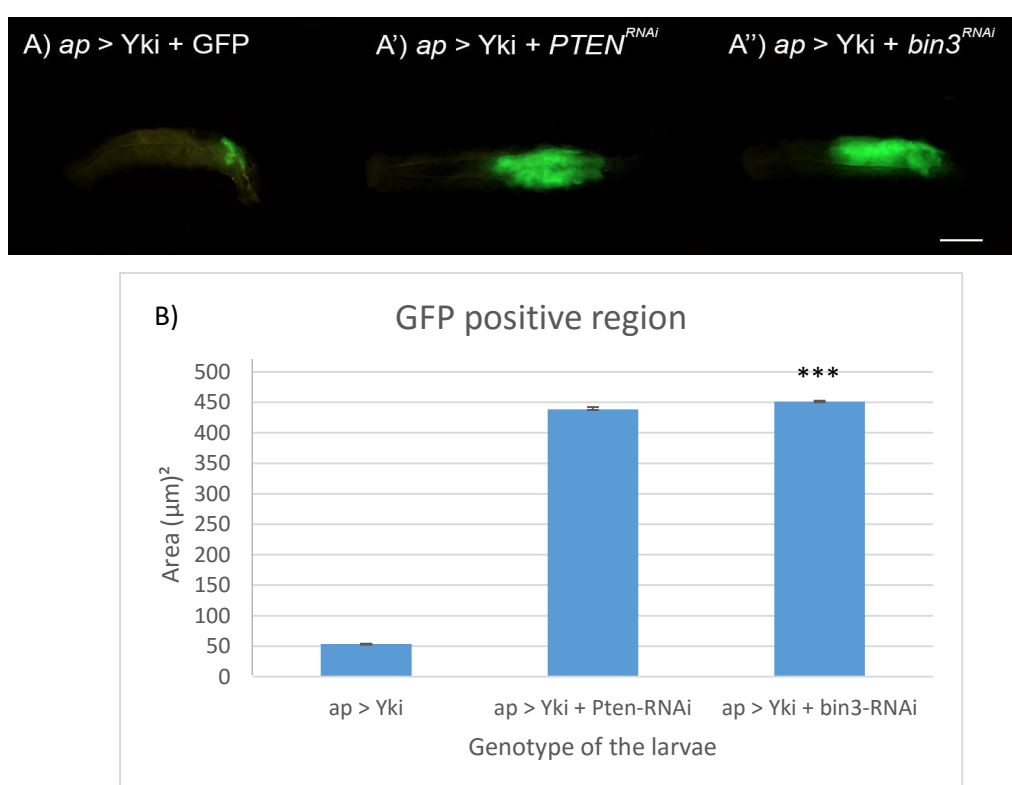 A) ap > Yki + GFP
A') ap > Yki + PTEN^RNAi
A'') ap > Yki + bin3^RNAi
B)
GFP positive region
500
450
400
350
300
250
200
150
100
50
0
***
Area (µm)²
ap > Yki
ap > Yki + Pten-RNAi
ap > Yki + bin3-RNAi
Genotype of the larvae